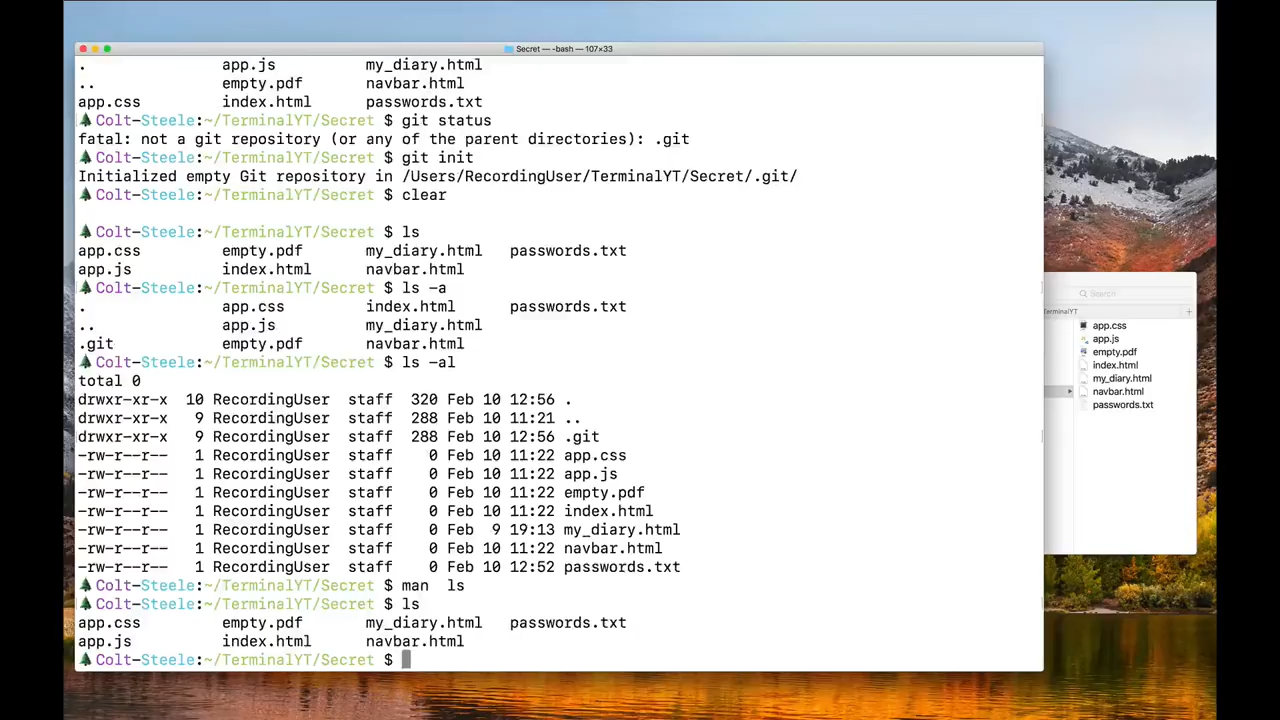 Secret — -bash — 107×33
. app.js my_diary.html
.. empty.pdf navbar.html
app.css index.html passwords.txt
Colt-Steele:~/TerminalYT/Secret $ git status
fatal: not a git repository (or any of the parent directories): .git
Colt-Steele:~/TerminalYT/Secret $ git init
Initialized empty Git repository in /Users/RecordingUser/TerminalYT/Secret/.git/
Colt-Steele:~/TerminalYT/Secret $ clear
Colt-Steele:~/TerminalYT/Secret $ ls
app.css empty.pdf my_diary.html passwords.txt
app.js index.html navbar.html
Colt-Steele:~/TerminalYT/Secret $ ls -a
. app.css index.html passwords.txt
.. app.js my_diary.html
.git empty.pdf navbar.html
Colt-Steele:~/TerminalYT/Secret $ ls -al
total 0
drwxr-xr-x 10 RecordingUser staff 320 Feb 10 12:56 .
drwxr-xr-x 9 RecordingUser staff 288 Feb 10 11:21 ..
drwxr-xr-x 9 RecordingUser staff 288 Feb 10 12:56 .git
-rw-r--r-- 1 RecordingUser staff 0 Feb 10 11:22 app.css
-rw-r--r-- 1 RecordingUser staff 0 Feb 10 11:22 app.js
-rw-r--r-- 1 RecordingUser staff 0 Feb 10 11:22 empty.pdf
-rw-r--r-- 1 RecordingUser staff 0 Feb 10 11:22 index.html
-rw-r--r-- 1 RecordingUser staff 0 Feb 9 19:13 my_diary.html
-rw-r--r-- 1 RecordingUser staff 0 Feb 10 11:22 navbar.html
-rw-r--r-- 1 RecordingUser staff 0 Feb 10 12:52 passwords.txt
Colt-Steele:~/TerminalYT/Secret $ man  ls
Colt-Steele:~/TerminalYT/Secret $ ls
app.css empty.pdf my_diary.html passwords.txt
app.js index.html navbar.html
Colt-Steele:~/TerminalYT/Secret $
Search
TerminalYT
app.css
app.js
empty.pdf
index.html
my_diary.html
navbar.html
passwords.txt